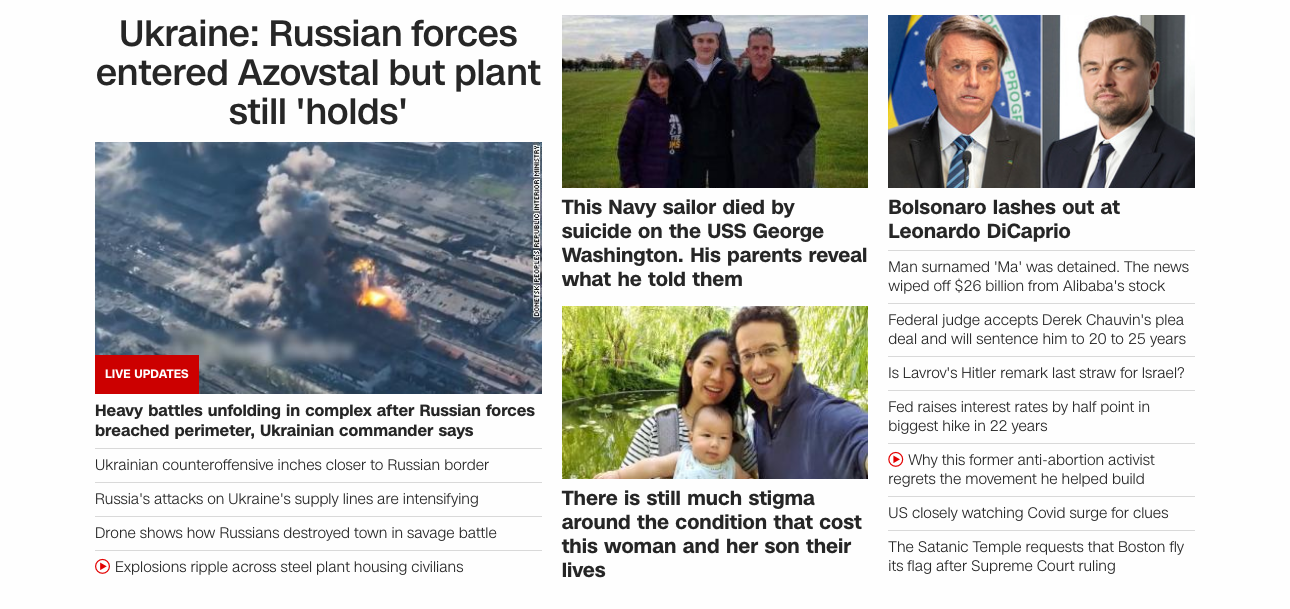 Ukraine: Russian forces
entered Azovstal but plant
still 'holds'
DONETSK PEOPLE'S REPUBLIC INTERIOR MINISTRY
LIVE UPDATES
Heavy battles unfolding in complex after Russian forces
breached perimeter, Ukrainian commander says
Ukrainian counteroffensive inches closer to Russian border
Russia's attacks on Ukraine's supply lines are intensifying
Drone shows how Russians destroyed town in savage battle
Explosions ripple across steel plant housing civilians
This Navy sailor died by
suicide on the USS George
Washington. His parents reveal
what he told them
There is still much stigma
around the condition that cost
this woman and her son their
lives
Bolsonaro lashes out at
Leonardo DiCaprio
Man surnamed 'Ma' was detained. The news
wiped off $26 billion from Alibaba's stock
Federal judge accepts Derek Chauvin's plea
deal and will sentence him to 20 to 25 years
Is Lavrov's Hitler remark last straw for Israel?
Fed raises interest rates by half point in
biggest hike in 22 years
Why this former anti-abortion activist
regrets the movement he helped build
US closely watching Covid surge for clues
The Satanic Temple requests that Boston fly
its flag after Supreme Court ruling